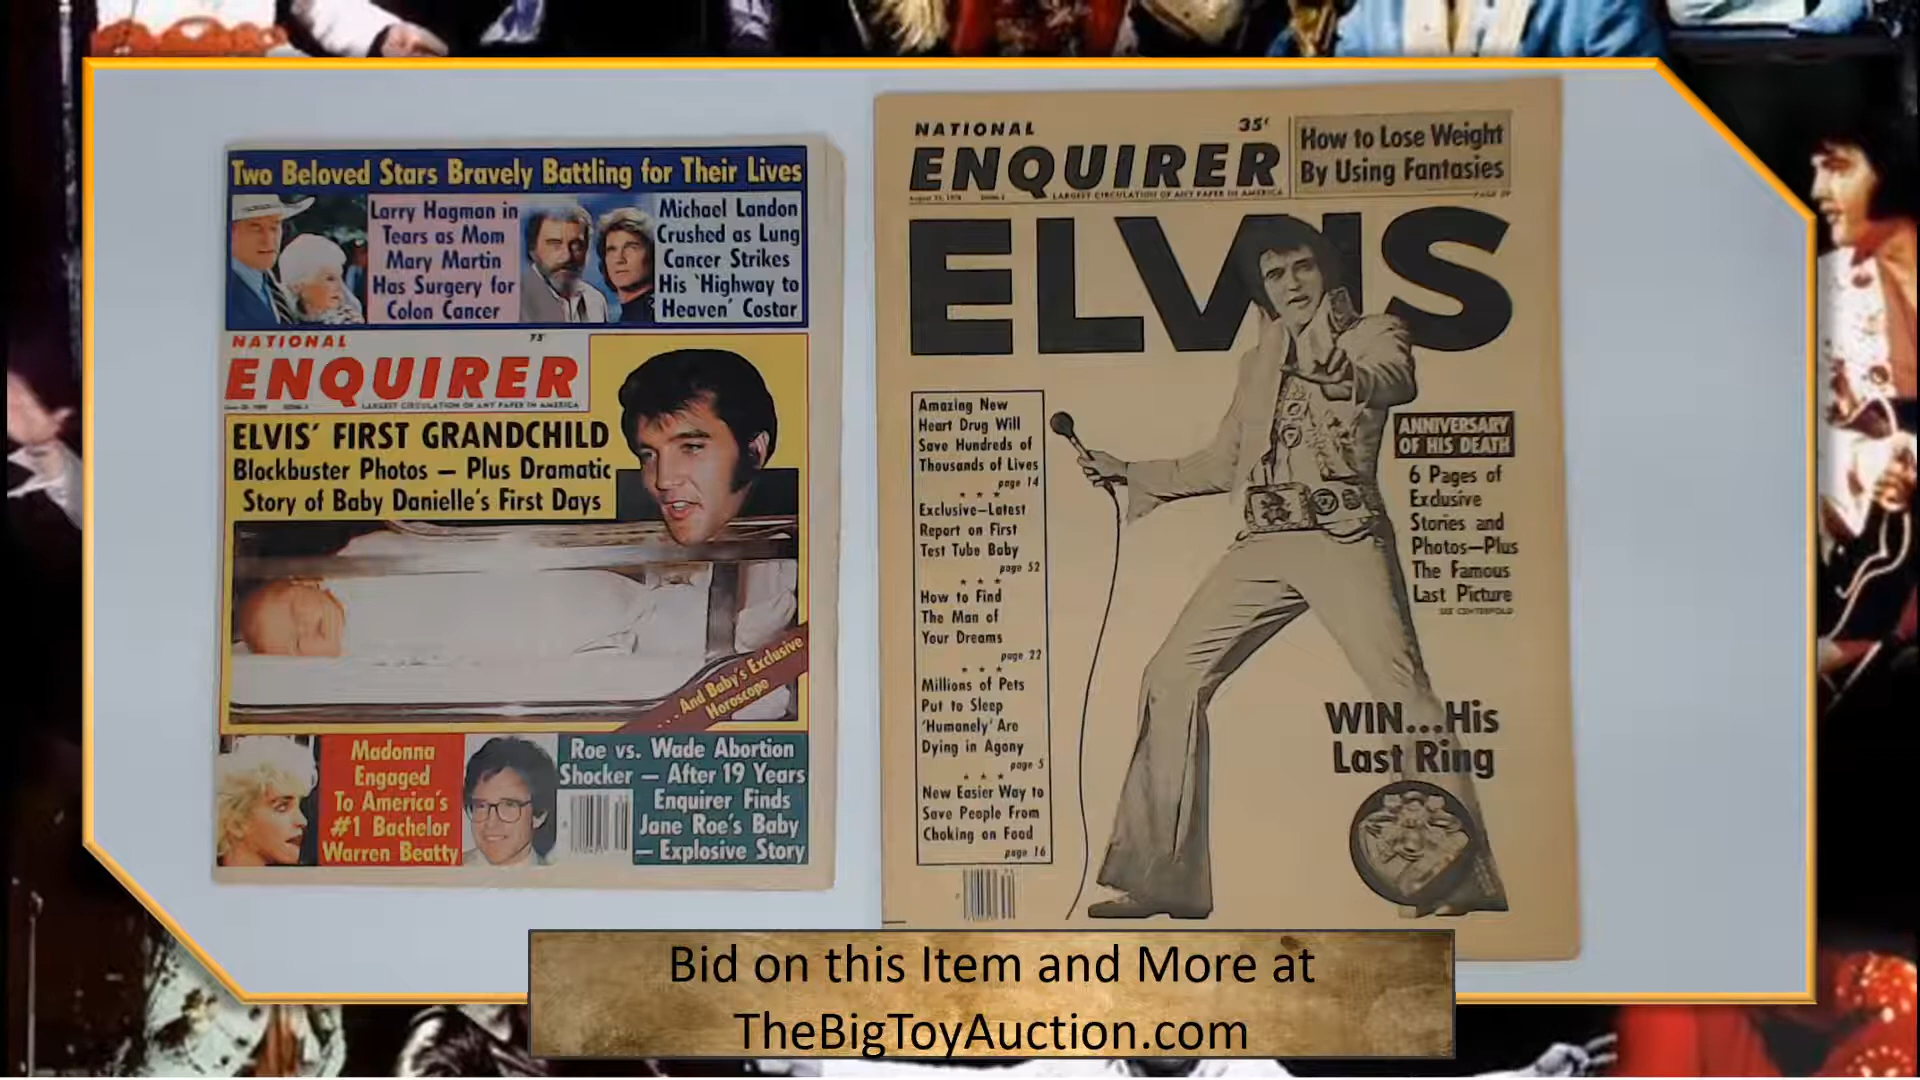 Two Beloved Stars Bravely Battling for Their Lives
Larry Hagman in
Tears as Mom
Mary Martin
Has Surgery for
Colon Cancer
Michael Landon
Crushed as Lung
Cancer Strikes
His 'Highway to
Heaven' Costar
NATIONAL
75¢
ENQUIRER
LARGEST CIRCULATION OF ANY PAPER IN AMERICA
ELVIS' FIRST GRANDCHILD
Blockbuster Photos — Plus Dramatic
Story of Baby Danielle's First Days
. . . And Baby's Exclusive
Horoscope
Madonna
Engaged
To America's
#1 Bachelor
Warren Beatty
Roe vs. Wade Abortion
Shocker — After 19 Years
Enquirer Finds
Jane Roe's Baby
— Explosive Story
NATIONAL
35¢
ENQUIRER
LARGEST CIRCULATION OF ANY PAPER IN AMERICA
How to Lose Weight
By Using Fantasies
ELVIS
Amazing New
Heart Drug Will
Save Hundreds of
Thousands of Lives
page 14
* * *
Exclusive—Latest
Report on First
Test Tube Baby
page 52
* * *
How to Find
The Man of
Your Dreams
page 22
* * *
Millions of Pets
Put to Sleep
'Humanely' Are
Dying in Agony
page 5
* * *
New Easier Way to
Save People From
Choking on Food
page 16
ANNIVERSARY
OF HIS DEATH
6 Pages of
Exclusive
Stories and
Photos—Plus
The Famous
Last Picture
SEE CENTERFOLD
WIN...His
Last Ring
Bid on this Item and More at
TheBigToyAuction.com